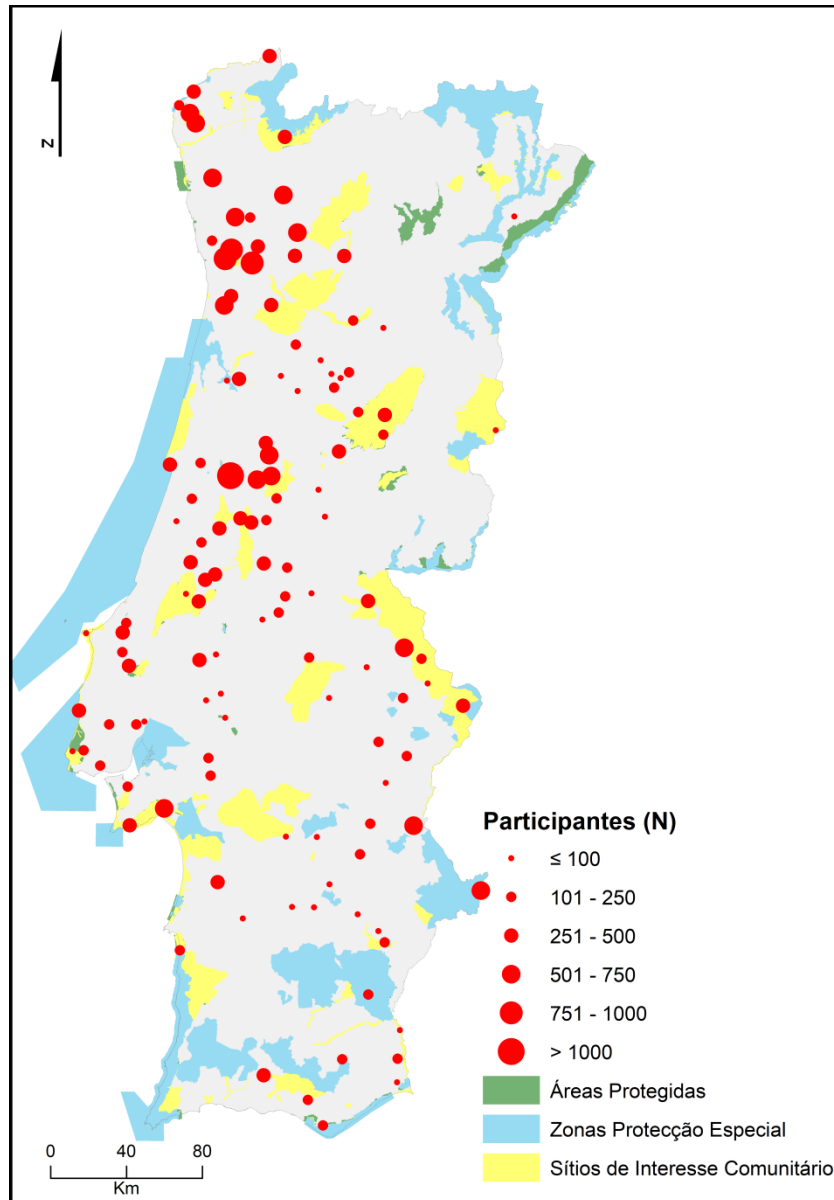 N
Participantes (N)
≤ 100
101 - 250
251 - 500
501 - 750
751 - 1000
> 1000
Áreas Protegidas
Zonas Protecção Especial
Sítios de Interesse Comunitário
0 40 80
Km